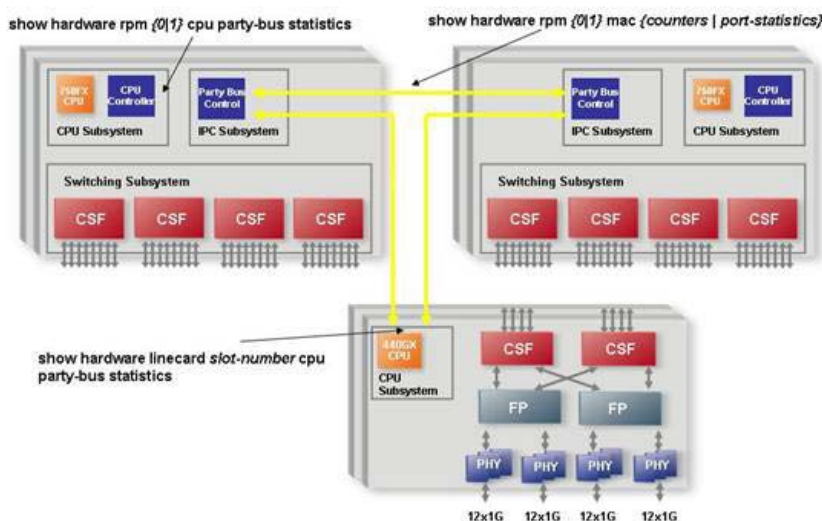 show hardware rpm {0|1} cpu party-bus statistics
show hardware rpm {0|1} mac {counters | port-statistics}
750FX
CPU
CPU
Controller
CPU Subsystem
Party Bus
Control
IPC Subsystem
Switching Subsystem
CSF
CSF
CSF
CSF
Party Bus
Control
IPC Subsystem
750FX
CPU
CPU
Controller
CPU Subsystem
Switching Subsystem
CSF
CSF
CSF
CSF
show hardware linecard slot-number cpu
party-bus statistics
440GX
CPU
CPU
Subsystem
CSF
CSF
FP
FP
PHY
PHY
PHY
PHY
12x1G
12x1G
12x1G
12x1G